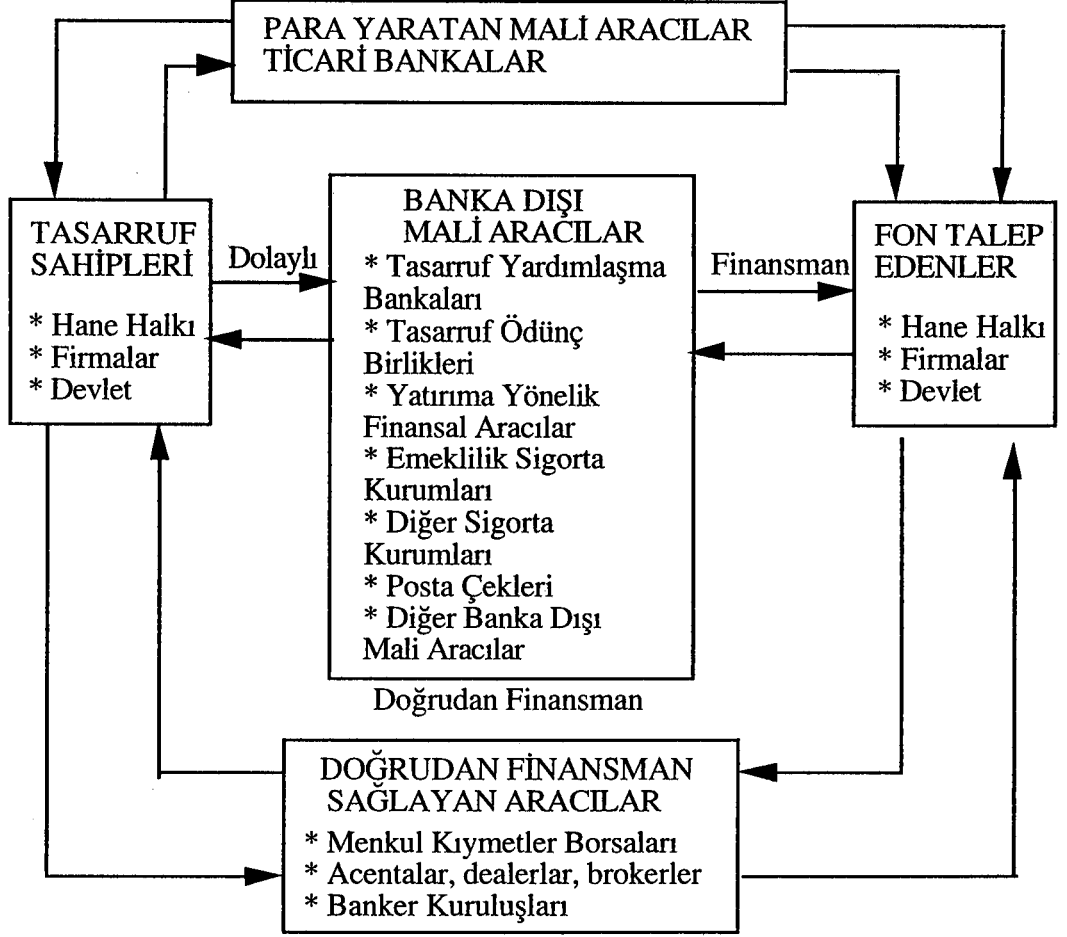 PARA YARATAN MALİ ARACILAR
TİCARİ BANKALAR
TASARRUF
SAHİPLERİ
* Hane Halkı
* Firmalar
* Devlet
Dolaylı
BANKA DIŞI
MALİ ARACILAR
* Tasarruf Yardımlaşma
Bankaları
* Tasarruf Ödünç
Birlikleri
* Yatırıma Yönelik
Finansal Aracılar
* Emeklilik Sigorta
Kurumları
* Diğer Sigorta
Kurumları
* Posta Çekleri
* Diğer Banka Dışı
Mali Aracılar
Finansman
FON TALEP
EDENLER
* Hane Halkı
* Firmalar
* Devlet
Doğrudan Finansman
DOĞRUDAN FİNANSMAN
SAĞLAYAN ARACILAR
* Menkul Kıymetler Borsaları
* Acentalar, dealerlar, brokerler
* Banker Kuruluşları